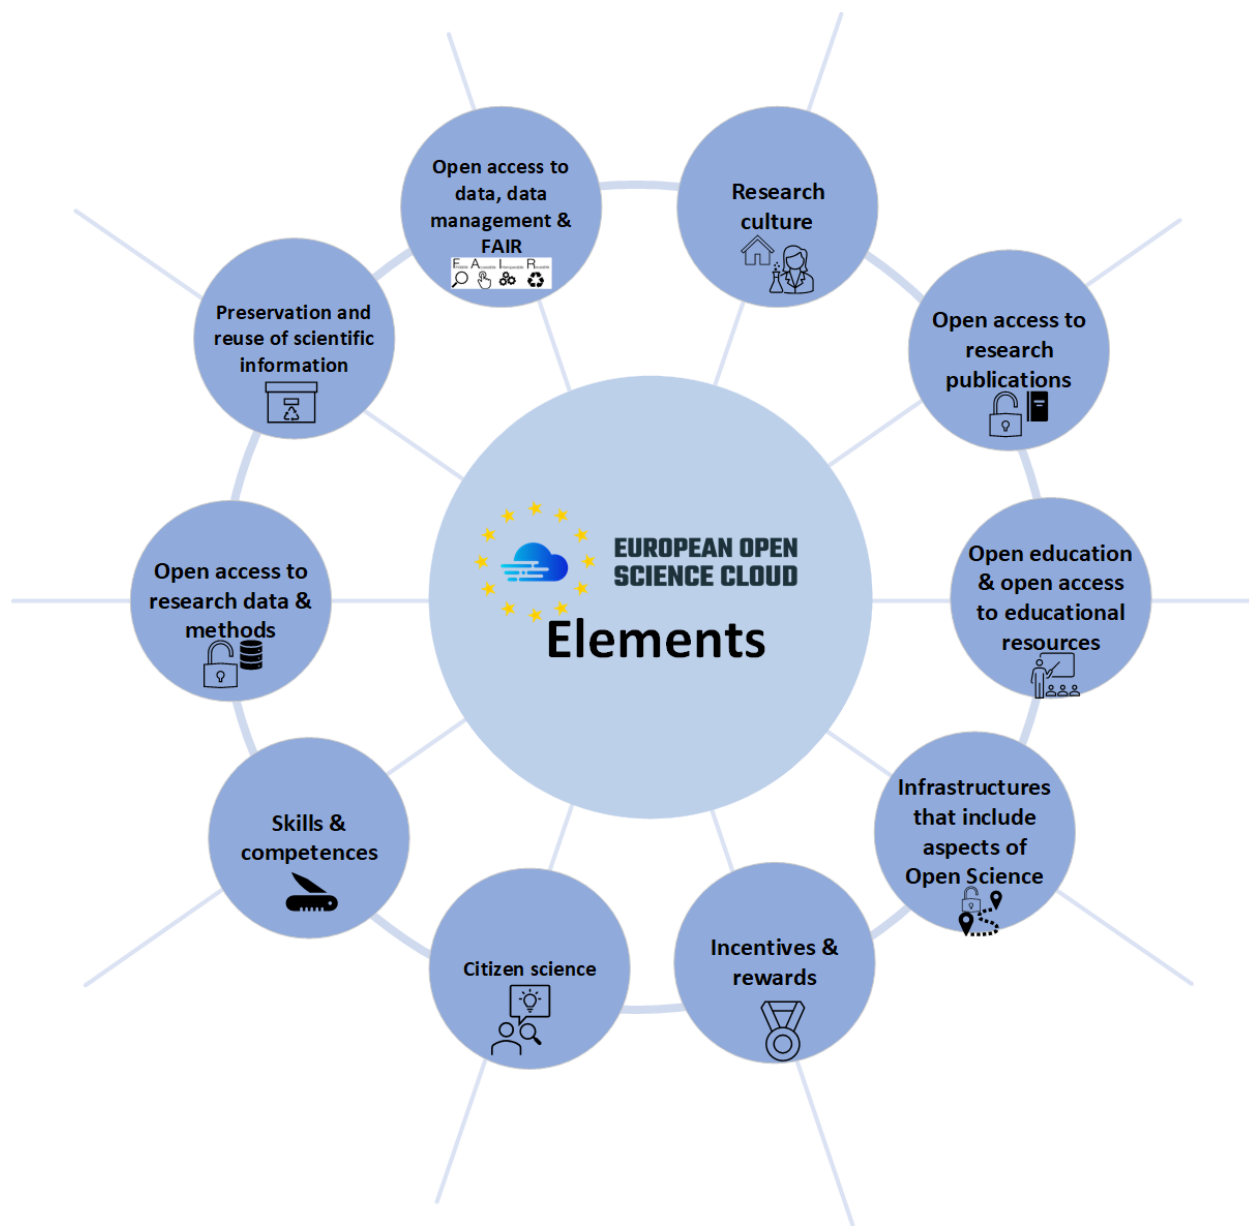 Open access to
data, data
management &
FAIR
F A I R
Research
culture
Open access to
research
publications
Preservation and
reuse of scientific
information
Open education
& open access
to educational
resources
EUROPEAN OPEN
SCIENCE CLOUD
Elements
Open access to
research data &
methods
Infrastructures
that include
aspects of
Open Science
Skills &
competences
Incentives &
rewards
Citizen science